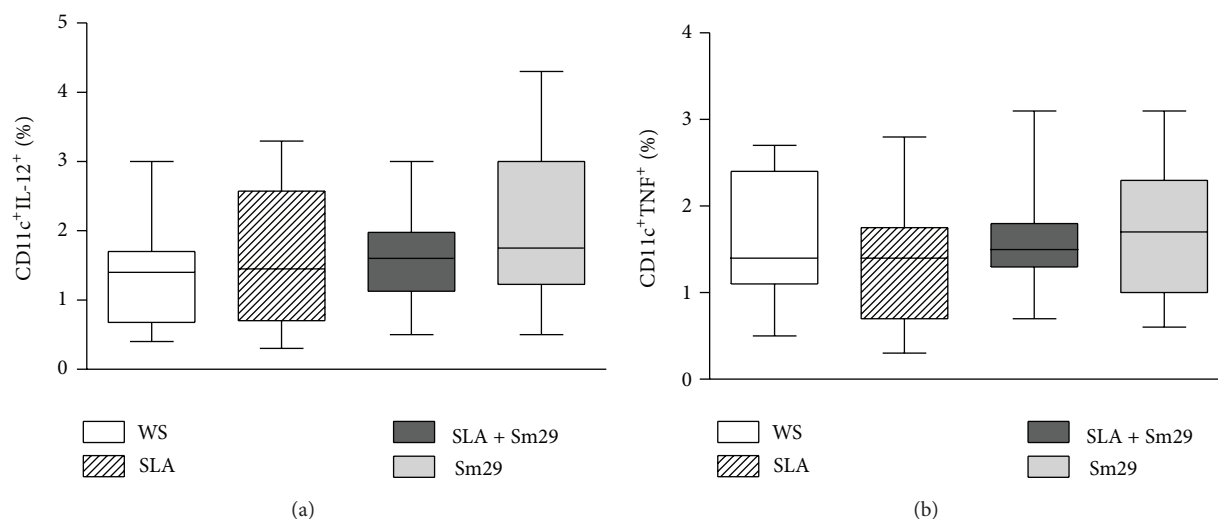 5
4
3
2
1
0
CD11c⁺IL-12⁺ (%)
WS
SLA
SLA + Sm29
Sm29
(a)
4
3
2
1
0
CD11c⁺TNF⁺ (%)
WS
SLA
SLA + Sm29
Sm29
(b)